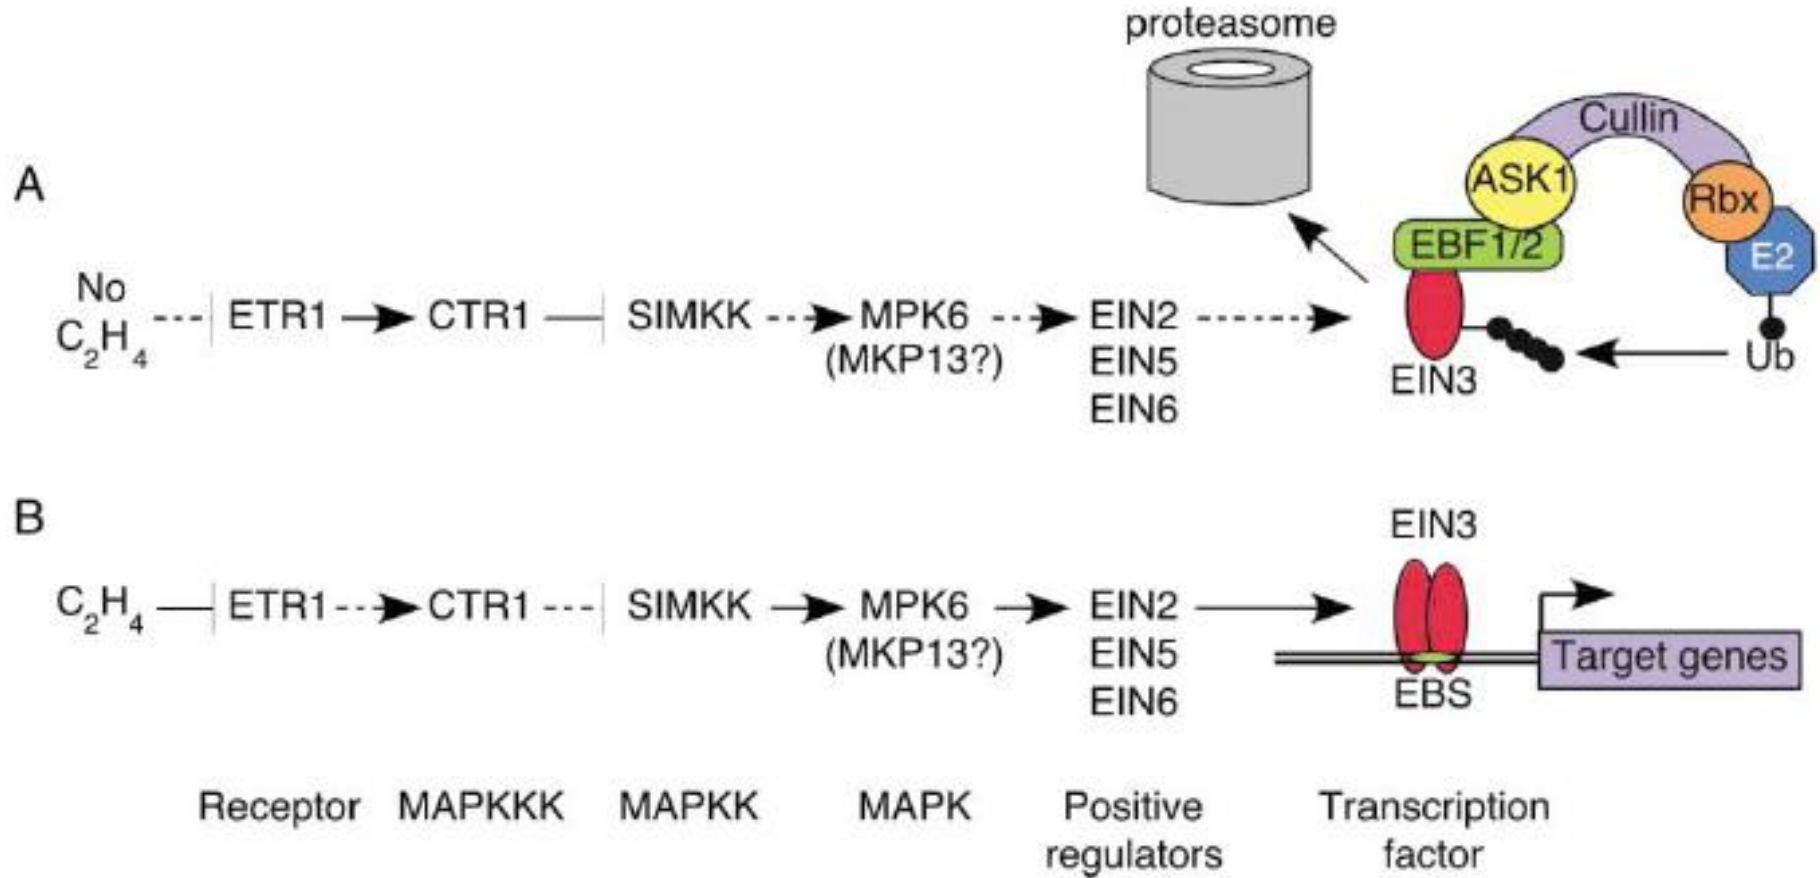 proteasome
Cullin
A
ASK1
Rbx
EBF1/2
E2
No
C₂H₄
ETR1
CTR1
SIMKK
MPK6
(MKP13?)
EIN2
EIN5
EIN6
EIN3
Ub
B
EIN3
C₂H₄
ETR1
CTR1
SIMKK
MPK6
(MKP13?)
EIN2
EIN5
EIN6
EBS
Target genes
Receptor
MAPKKK
MAPKK
MAPK
Positive
regulators
Transcription
factor